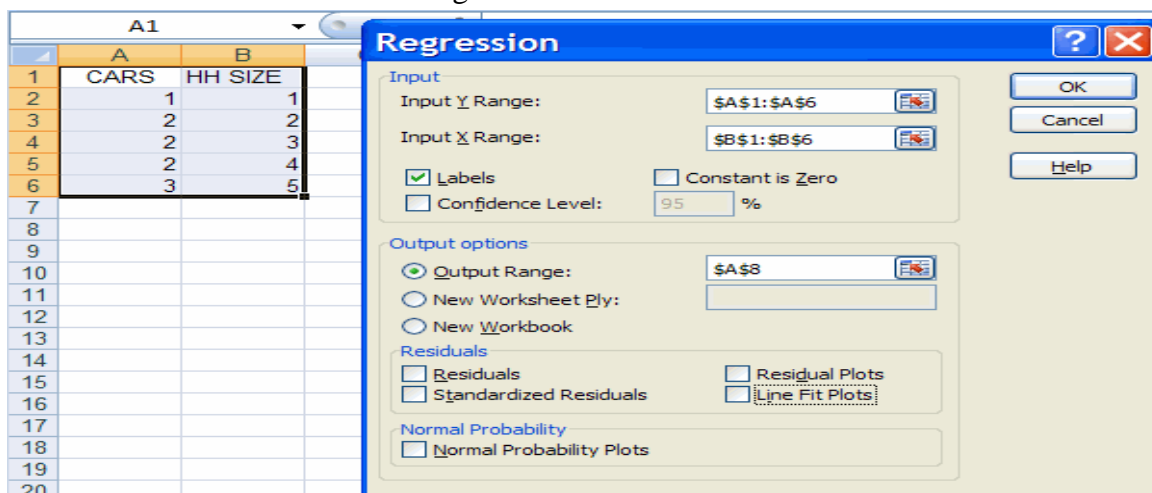 A1
Regression
A B
1 CARS HH SIZE
2 1 1
3 2 2
4 2 3
5 2 4
6 3 5
7
8
9
10
11
12
13
14
15
16
17
18
19
20
Input
Input Y Range: $A$1:$A$6
Input X Range: $B$1:$B$6
Labels Constant is Zero
Confidence Level: 95 %
OK
Cancel
Help
Output options
Output Range: $A$8
New Worksheet Ply:
New Workbook
Residuals
Residuals Residual Plots
Standardized Residuals Line Fit Plots
Normal Probability
Normal Probability Plots